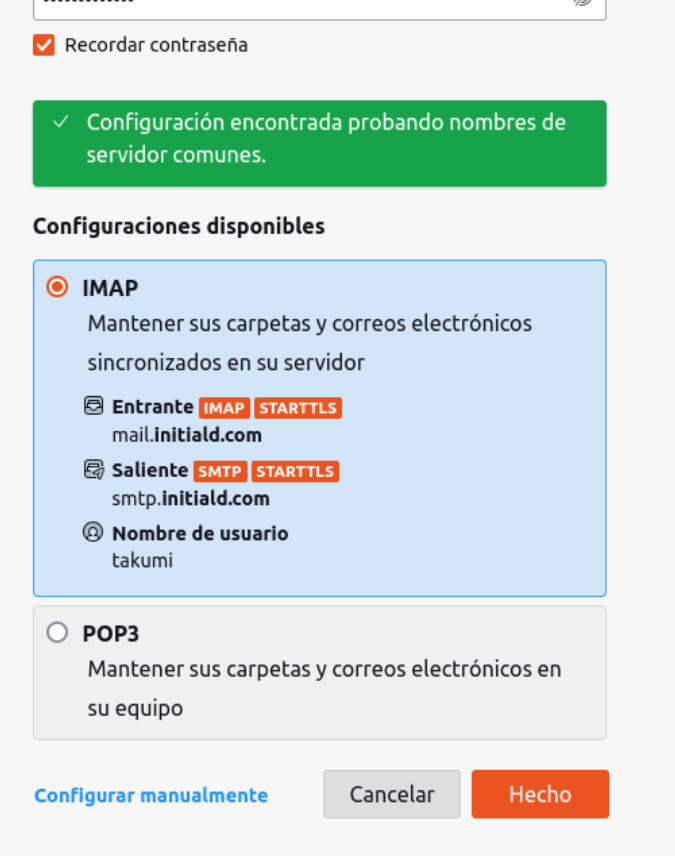 Recordar contraseña
Configuración encontrada probando nombres de
servidor comunes.
Configuraciones disponibles
IMAP
Mantener sus carpetas y correos electrónicos
sincronizados en su servidor
Entrante IMAP STARTTLS
mail.initiald.com
Saliente SMTP STARTTLS
smtp.initiald.com
Nombre de usuario
takumi
POP3
Mantener sus carpetas y correos electrónicos en
su equipo
Configurar manualmente Cancelar Hecho